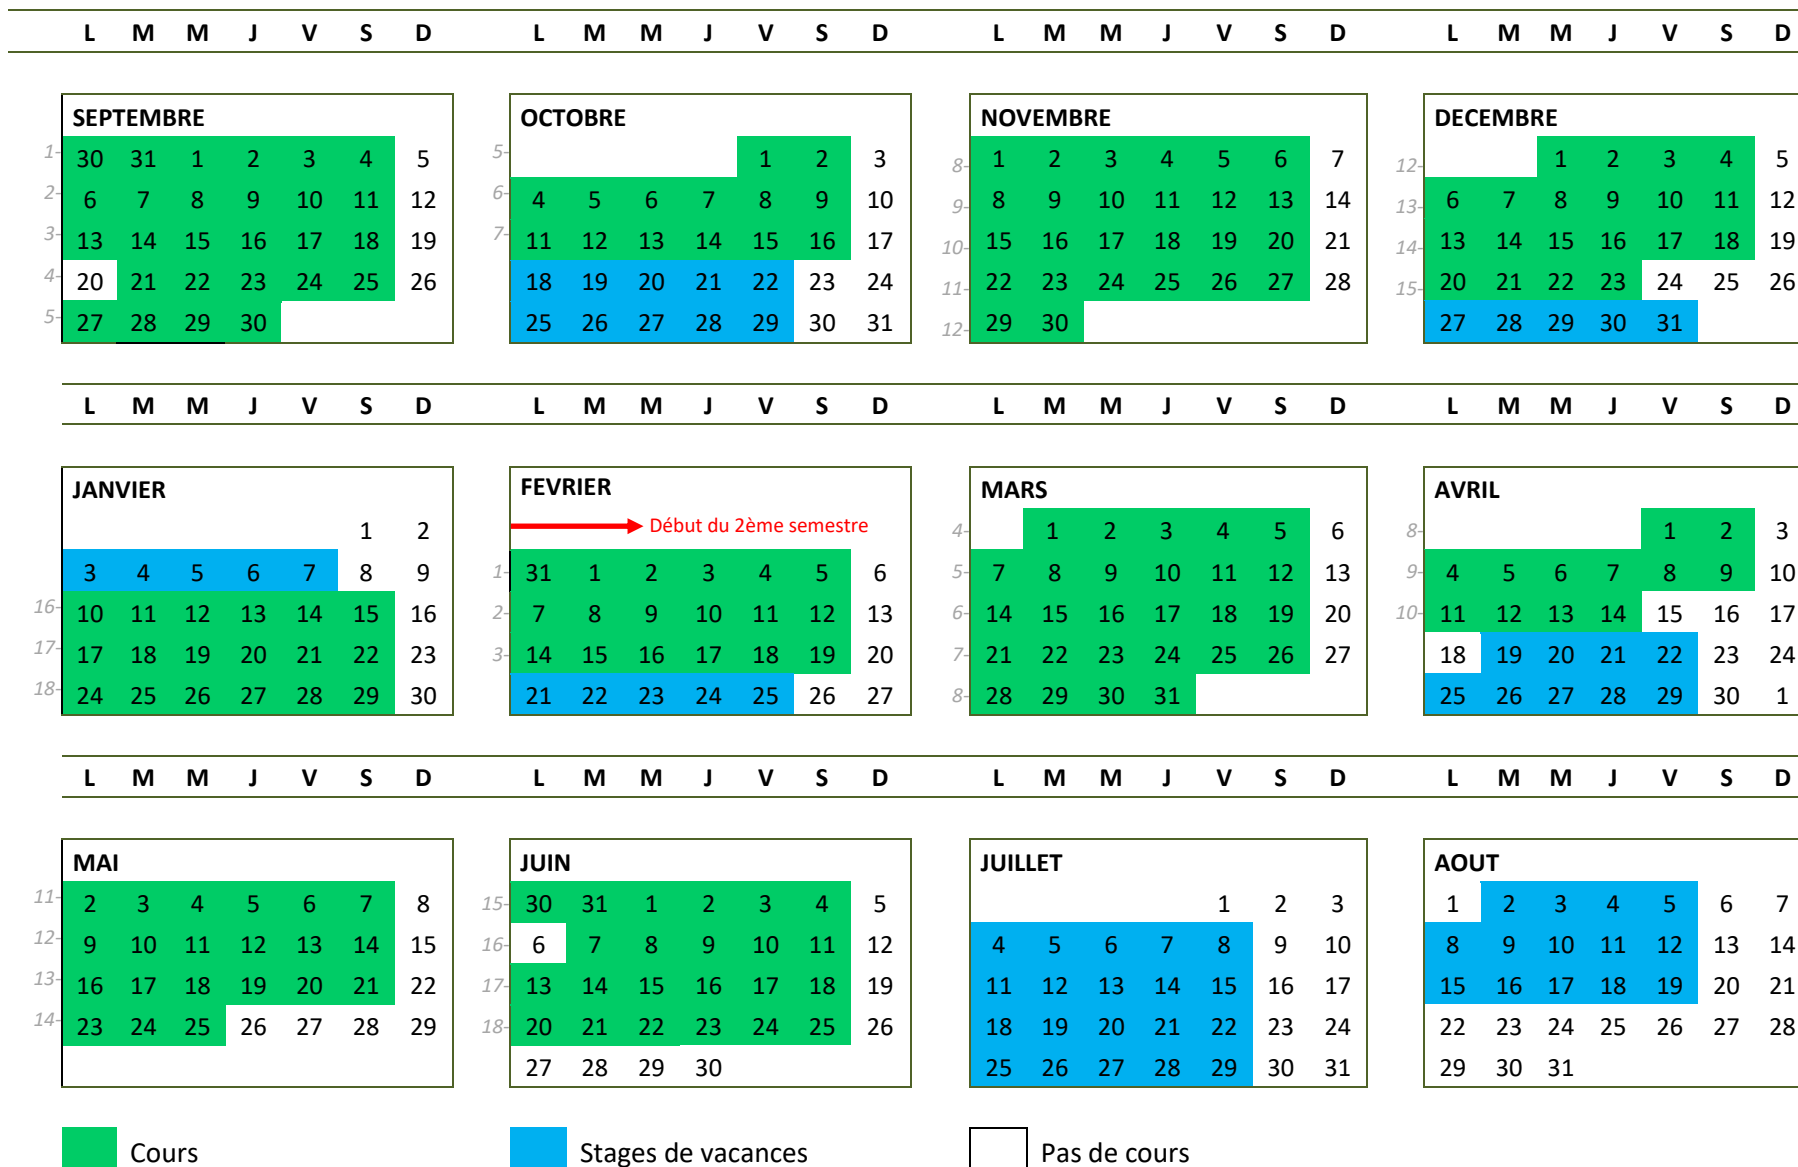 L M M J V S D L M M J V S D L M M J V S D L M M J V S D
SEPTEMBRE OCTOBRE NOVEMBRE DECEMBRE
1- 30 31 1 2 3 4 5 5- 1 2 3 8- 1 2 3 4 5 6 7 12- 1 2 3 4 5
2- 6 7 8 9 10 11 12 6- 4 5 6 7 8 9 10 9- 8 9 10 11 12 13 14 13- 6 7 8 9 10 11 12
3- 13 14 15 16 17 18 19 7- 11 12 13 14 15 16 17 10- 15 16 17 18 19 20 21 14- 13 14 15 16 17 18 19
4- 20 21 22 23 24 25 26 18 19 20 21 22 23 24 11- 22 23 24 25 26 27 28 15- 20 21 22 23 24 25 26
5- 27 28 29 30 25 26 27 28 29 30 31 12- 29 30 27 28 29 30 31
L M M J V S D L M M J V S D L M M J V S D L M M J V S D
JANVIER FEVRIER MARS AVRIL
1 2 Début du 2ème semestre 4- 1 2 3 4 5 6 8- 1 2 3
3 4 5 6 7 8 9 1- 31 1 2 3 4 5 6 5- 7 8 9 10 11 12 13 9- 4 5 6 7 8 9 10
16- 10 11 12 13 14 15 16 2- 7 8 9 10 11 12 13 6- 14 15 16 17 18 19 20 10- 11 12 13 14 15 16 17
17- 17 18 19 20 21 22 23 3- 14 15 16 17 18 19 20 7- 21 22 23 24 25 26 27 18 19 20 21 22 23 24
18- 24 25 26 27 28 29 30 21 22 23 24 25 26 27 8- 28 29 30 31 25 26 27 28 29 30 1
L M M J V S D L M M J V S D L M M J V S D L M M J V S D
MAI JUIN JUILLET AOUT
11- 2 3 4 5 6 7 8 15- 30 31 1 2 3 4 5 1 2 3 1 2 3 4 5 6 7
12- 9 10 11 12 13 14 15 16- 6 7 8 9 10 11 12 4 5 6 7 8 9 10 8 9 10 11 12 13 14
13- 16 17 18 19 20 21 22 17- 13 14 15 16 17 18 19 11 12 13 14 15 16 17 15 16 17 18 19 20 21
14- 23 24 25 26 27 28 29 18- 20 21 22 23 24 25 26 18 19 20 21 22 23 24 22 23 24 25 26 27 28
27 28 29 30 25 26 27 28 29 30 31 29 30 31
Cours Stages de vacances Pas de cours